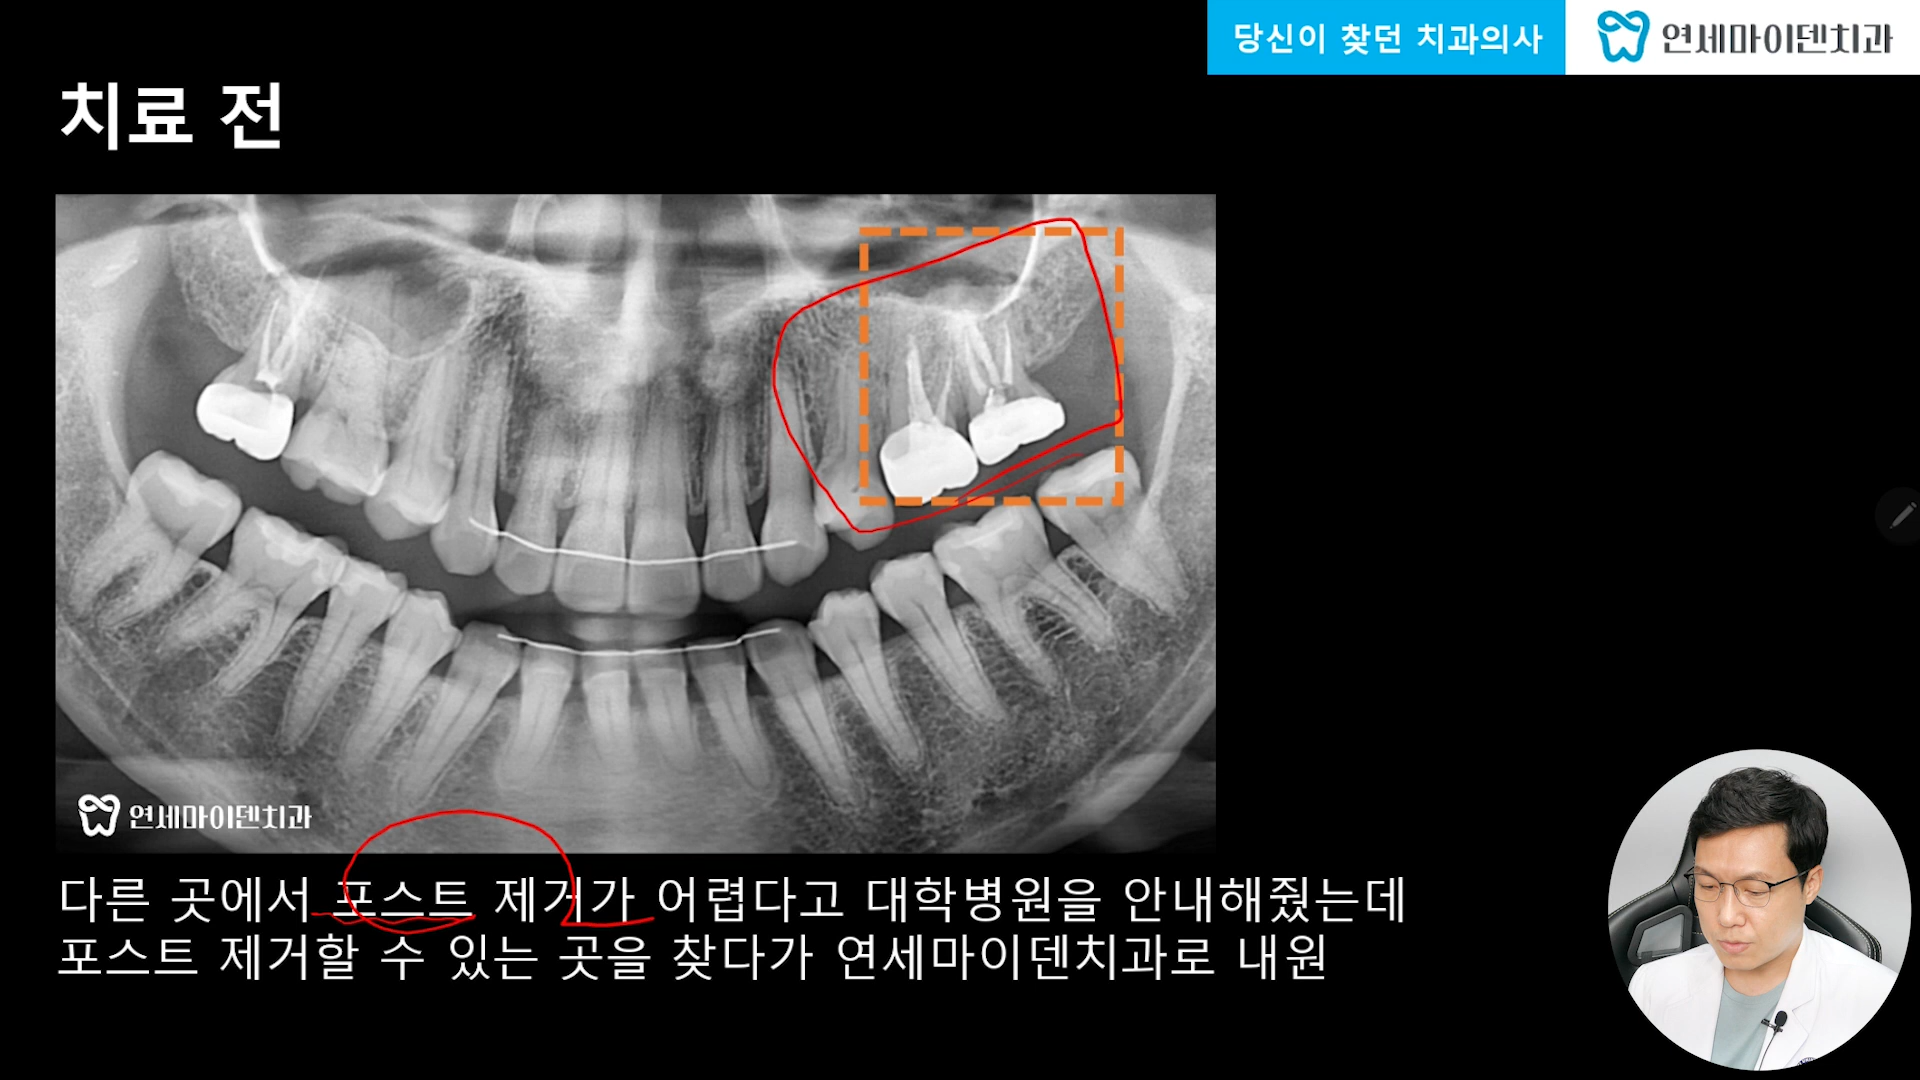 당신이 찾던 치과의사
연세마이덴치과
치료 전
연세마이덴치과
다른 곳에서 포스트 제거가 어렵다고 대학병원을 안내해줬는데
포스트 제거할 수 있는 곳을 찾다가 연세마이덴치과로 내원